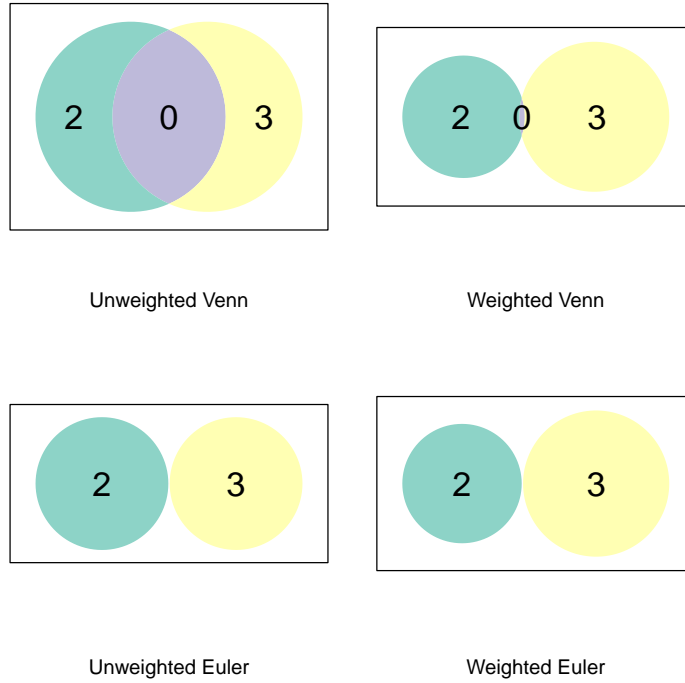 2 0 3
2 0 3
Unweighted Venn
Weighted Venn
2 3
2 3
Unweighted Euler
Weighted Euler